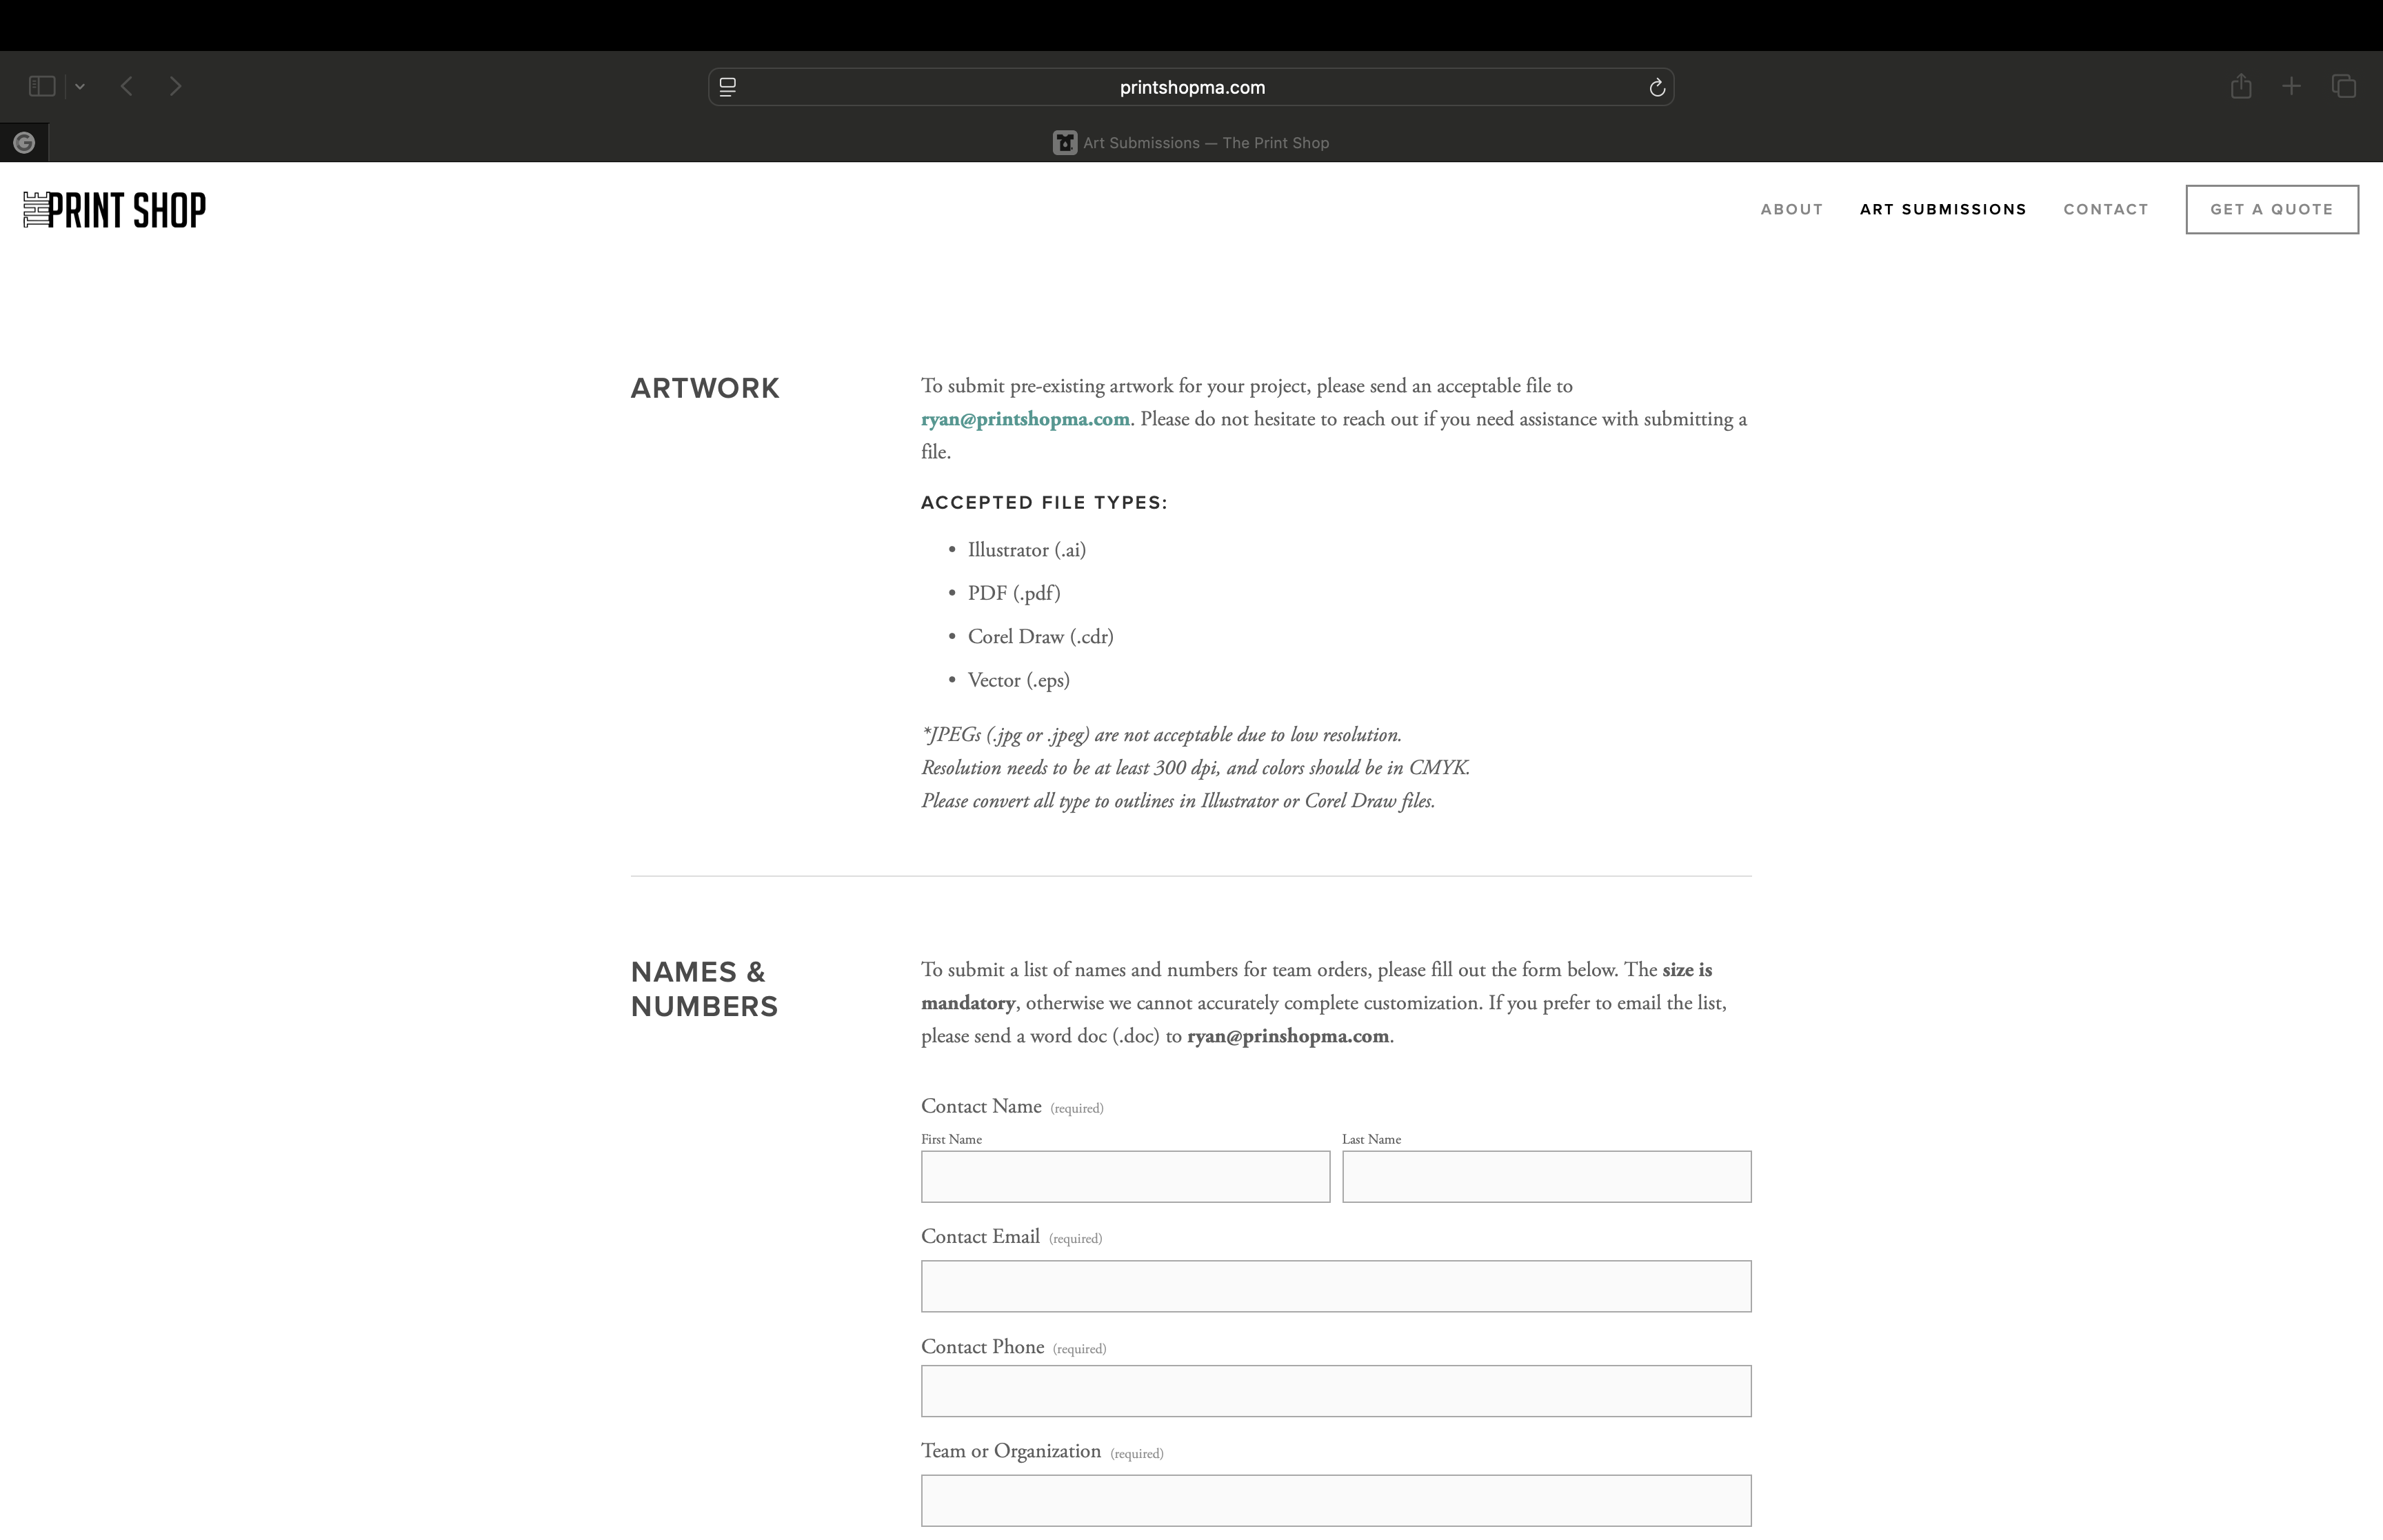 printshopma.com
Art Submissions — The Print Shop
THE PRINT SHOP
ABOUT
ART SUBMISSIONS
CONTACT
GET A QUOTE
ARTWORK
To submit pre-existing artwork for your project, please send an acceptable file to
ryan@printshopma.com. Please do not hesitate to reach out if you need assistance with submitting a
file.
ACCEPTED FILE TYPES:
• Illustrator (.ai)
• PDF (.pdf)
• Corel Draw (.cdr)
• Vector (.eps)
*JPEGs (.jpg or .jpeg) are not acceptable due to low resolution.
Resolution needs to be at least 300 dpi, and colors should be in CMYK.
Please convert all type to outlines in Illustrator or Corel Draw files.
NAMES &
NUMBERS
To submit a list of names and numbers for team orders, please fill out the form below. The size is
mandatory, otherwise we cannot accurately complete customization. If you prefer to email the list,
please send a word doc (.doc) to ryan@prinshopma.com.
Contact Name (required)
First Name
Last Name
Contact Email (required)
Contact Phone (required)
Team or Organization (required)